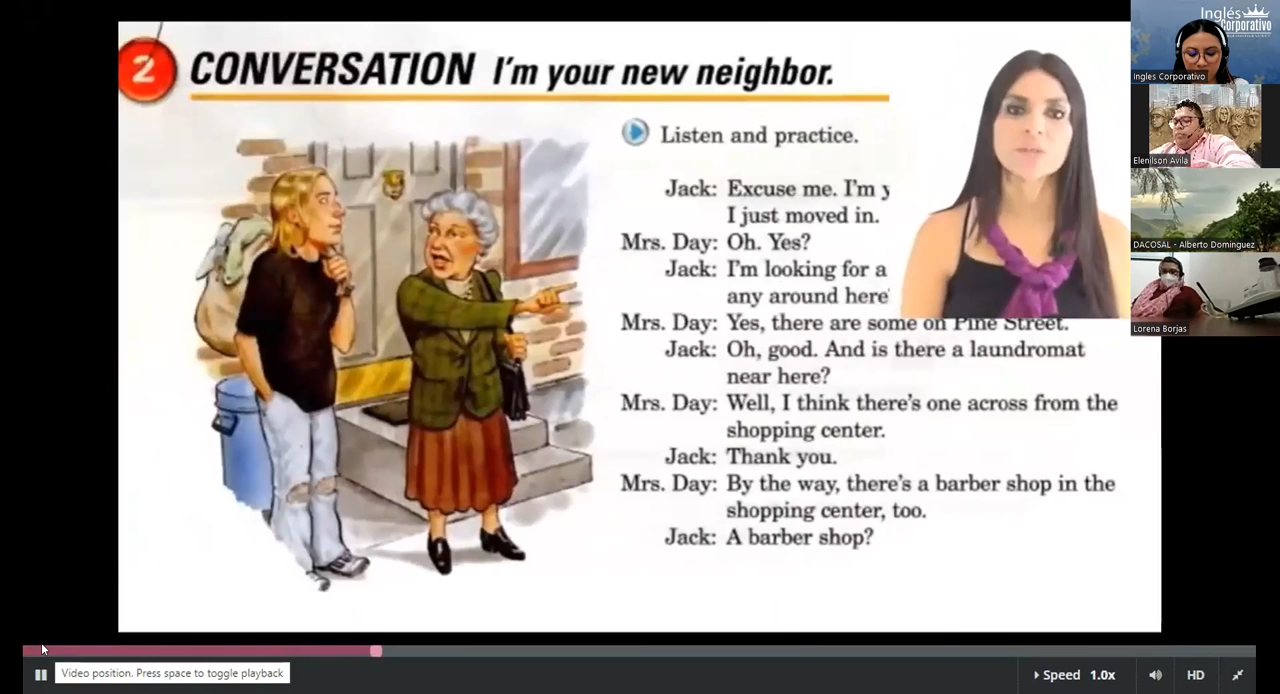 2 CONVERSATION I'm your new neighbor.
Listen and practice.
Jack: Excuse me. I'm
I just moved in.
Mrs. Day: Oh. Yes?
Jack: I'm looking for a
any around here
Mrs. Day: Yes, there are some on Pine Street.
Jack: Oh, good. And is there a laundromat
near here?
Mrs. Day: Well, I think there's one across from the
shopping center.
Jack: Thank you.
Mrs. Day: By the way, there's a barber shop in the
shopping center, too.
Jack: A barber shop?
Inglés
Corporativo
Ingles Corporativo
Elenilson Avila
DACOSAL - Alberto Dominguez
Lorena Borjas
Video position. Press space to toggle playback
Speed 1.0x
HD